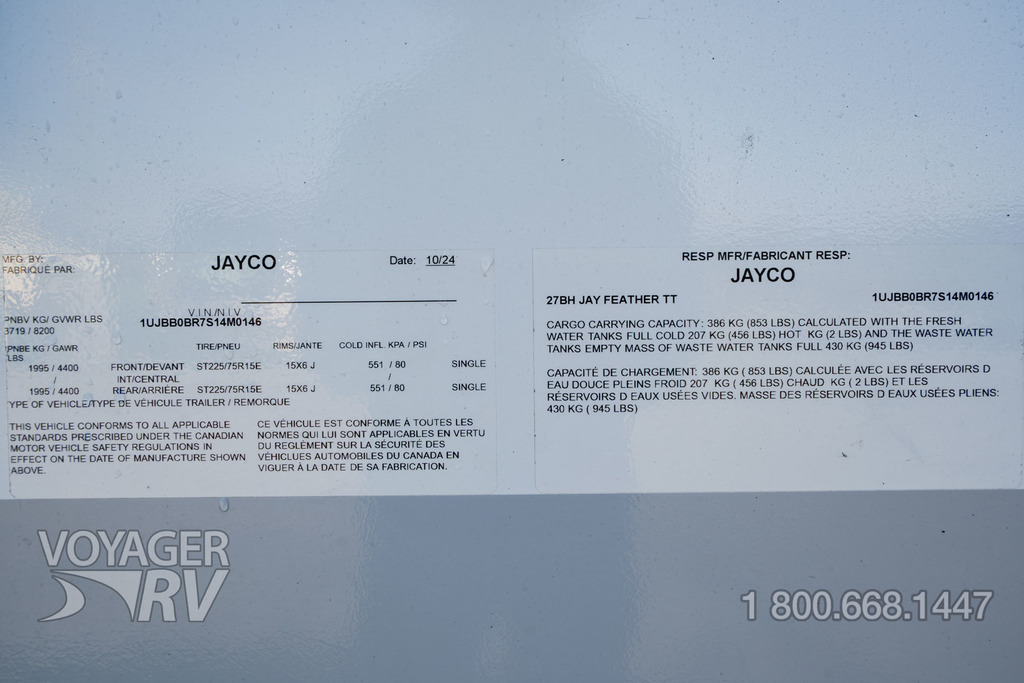 MFG. BY:
FABRIQUÉ PAR:
JAYCO
Date: 10/24
V.I.N/N.I.V
1UJBB0BR7S14M0146
PNBV KG/ GVWR LBS
3719 / 8200
PNBE KG / GAWR
LBS
TIRE/PNEU RIMS/JANTE COLD INFL. KPA / PSI
1995 / 4400 FRONT/DEVANT ST225/75R15E 15X6 J 551 / 80 SINGLE
/ INT/CENTRAL /
1995 / 4400 REAR/ARRIÈRE ST225/75R15E 15X6 J 551 / 80 SINGLE
TYPE OF VEHICLE/TYPE DE VÉHICULE TRAILER / REMORQUE
THIS VEHICLE CONFORMS TO ALL APPLICABLE
STANDARDS PRESCRIBED UNDER THE CANADIAN
MOTOR VEHICLE SAFETY REGULATIONS IN
EFFECT ON THE DATE OF MANUFACTURE SHOWN
ABOVE.
CE VÉHICULE EST CONFORME À TOUTES LES
NORMES QUI LUI SONT APPLICABLES EN VERTU
DU REGLEMENT SUR LA SÉCURITÉ DES
VÉHICLUES AUTOMOBILES DU CANADA EN
VIGUER À LA DATE DE SA FABRICATION.
RESP MFR/FABRICANT RESP:
JAYCO
27BH JAY FEATHER TT 1UJBB0BR7S14M0146
CARGO CARRYING CAPACITY: 386 KG (853 LBS) CALCULATED WITH THE FRESH
WATER TANKS FULL COLD 207 KG (456 LBS) HOT KG (2 LBS) AND THE WASTE WATER
TANKS EMPTY MASS OF WASTE WATER TANKS FULL 430 KG (945 LBS)
CAPACITÉ DE CHARGEMENT: 386 KG ( 853 LBS) CALCULÉE AVEC LES RÉSERVOIRS D
EAU DOUCE PLEINS FROID 207 KG ( 456 LBS) CHAUD KG ( 2 LBS) ET LES
RÉSERVOIRS D EAUX USÉES VIDES. MASSE DES RÉSERVOIRS D EAUX USÉES PLIENS:
430 KG ( 945 LBS)
VOYAGER
RV
1 800.668.1447